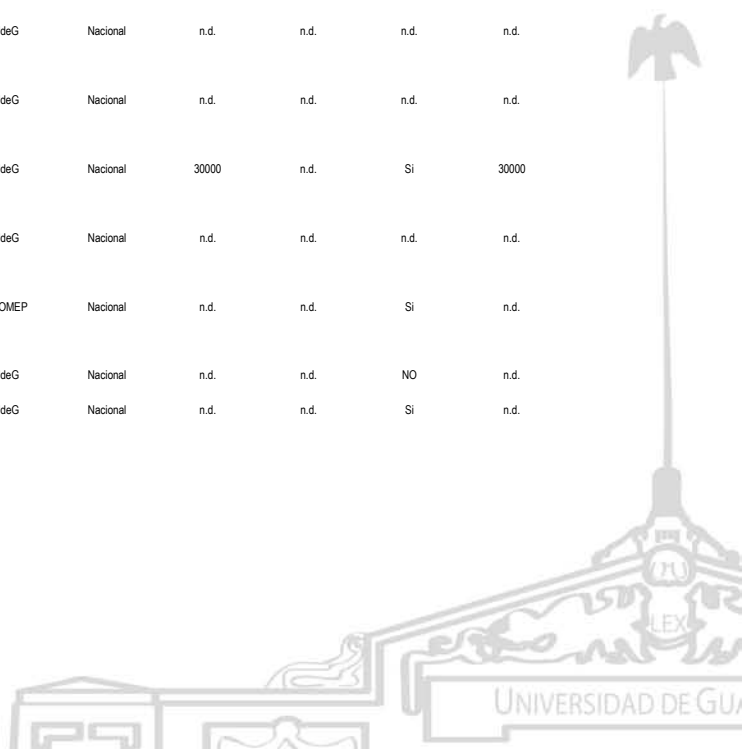 deG Nacional n.d. n.d. n.d. n.d.
deG Nacional n.d. n.d. n.d. n.d.
deG Nacional 30000 n.d. Si 30000
deG Nacional n.d. n.d. n.d. n.d.
OMEP Nacional n.d. n.d. Si n.d.
deG Nacional n.d. n.d. NO n.d.
deG Nacional n.d. n.d. Si n.d.
LEX
UNIVERSIDAD DE GUA